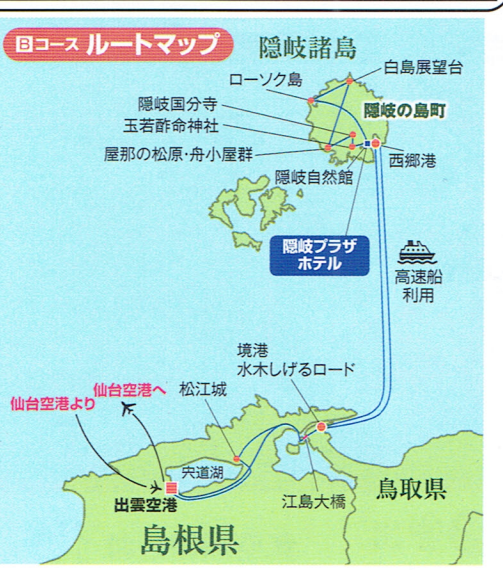 Bコース ルートマップ
隠岐諸島
白島展望台
ローソク島
隠岐国分寺
隠岐の島町
玉若酢命神社
屋那の松原・舟小屋群
西郷港
隠岐自然館
隠岐プラザ
ホテル
高速船
利用
境港
水木しげるロード
仙台空港へ
松江城
仙台空港より
宍道湖
出雲空港
江島大橋
鳥取県
島根県